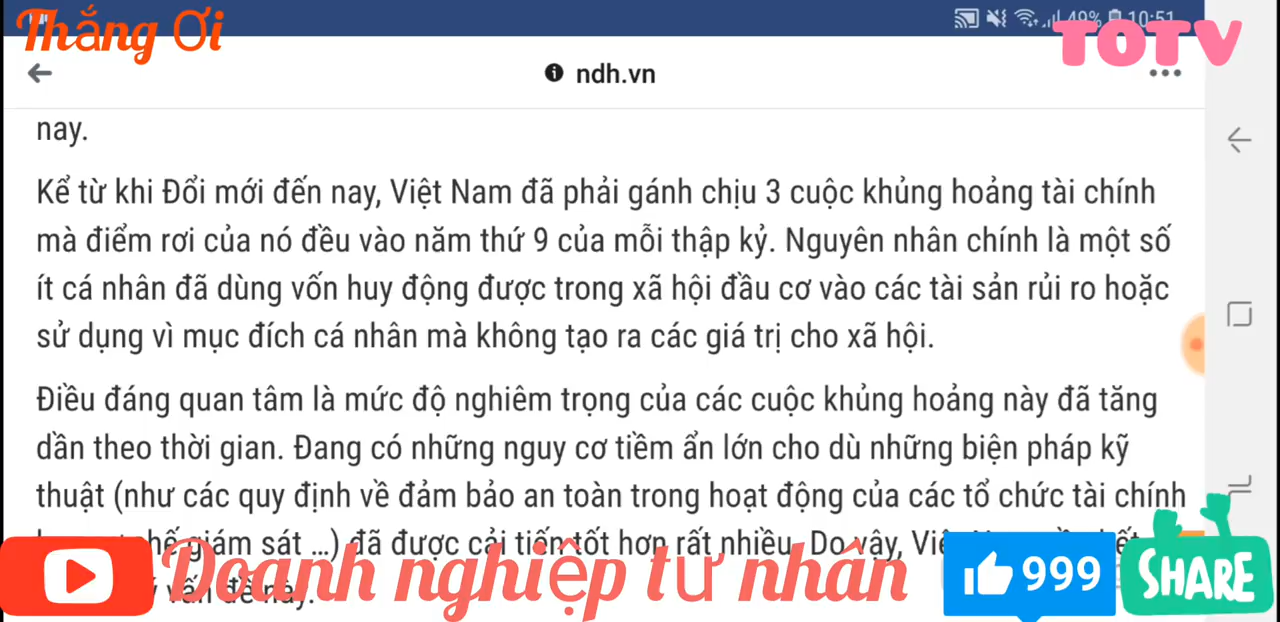 Thắng Ơi
49% 10:51
TOTV
ndh.vn
nay.
Kể từ khi Đổi mới đến nay, Việt Nam đã phải gánh chịu 3 cuộc khủng hoảng tài chính
mà điểm rơi của nó đều vào năm thứ 9 của mỗi thập kỷ. Nguyên nhân chính là một số
ít cá nhân đã dùng vốn huy động được trong xã hội đầu cơ vào các tài sản rủi ro hoặc
sử dụng vì mục đích cá nhân mà không tạo ra các giá trị cho xã hội.
Điều đáng quan tâm là mức độ nghiêm trọng của các cuộc khủng hoảng này đã tăng
dần theo thời gian. Đang có những nguy cơ tiềm ẩn lớn cho dù những biện pháp kỹ
thuật (như các quy định về đảm bảo an toàn trong hoạt động của các tổ chức tài chính
giám sát ...) đã được cải tiến tốt hơn rất nhiều. Do vậy,
vấn đề này.
Doanh nghiệp tư nhân
999
SHARE